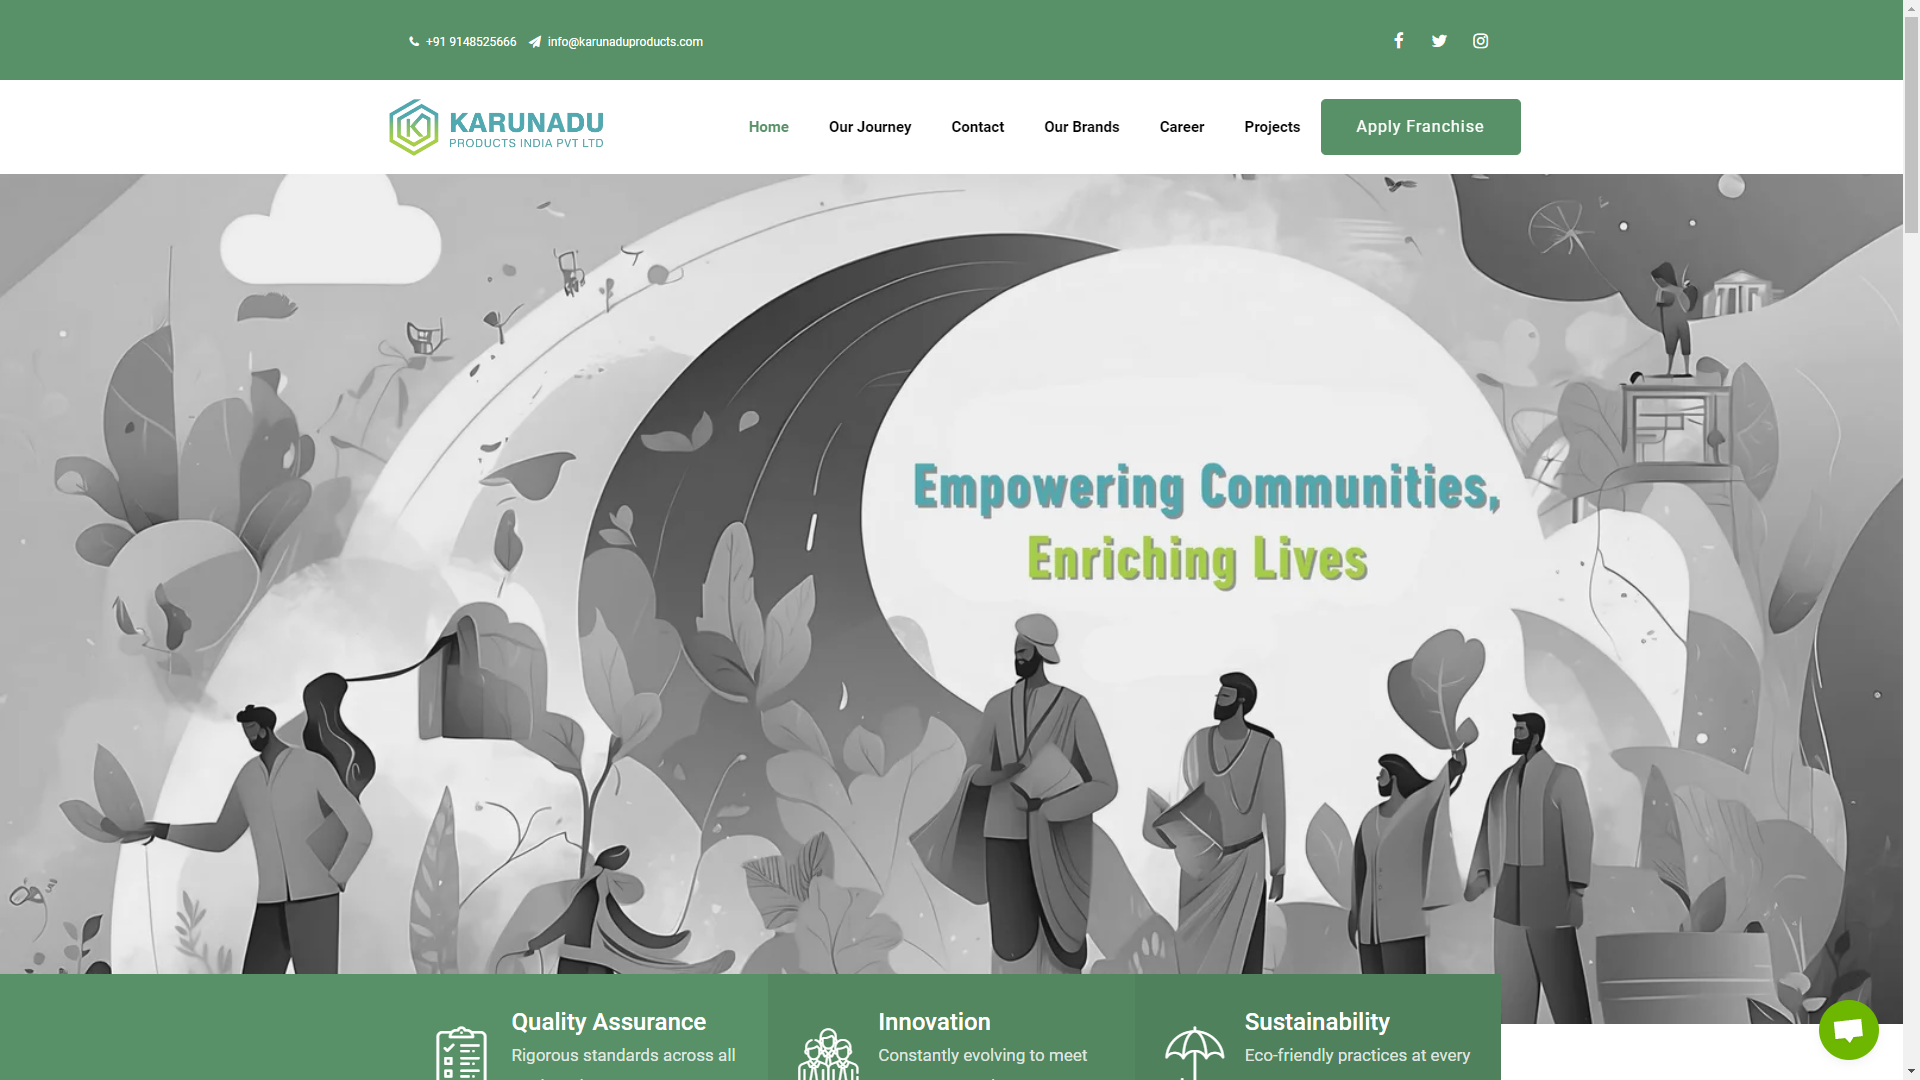 +91 9148525666 info@karunaduproducts.com
KARUNADU
PRODUCTS INDIA PVT LTD
Home Our Journey Contact Our Brands Career Projects Apply Franchise
Empowering Communities,
Enriching Lives
Quality Assurance
Rigorous standards across all
Innovation
Constantly evolving to meet
Sustainability
Eco-friendly practices at every